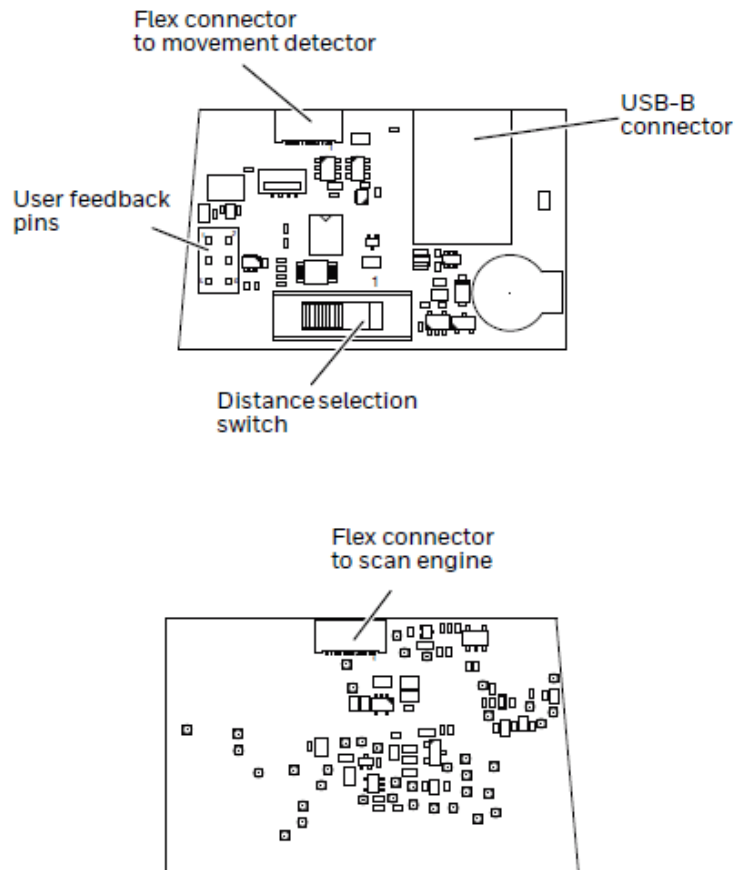 Flex connector
to movement detector
USB-B
connector
User feedback
pins
2
1
Distance selection
switch
Flex connector
to scan engine